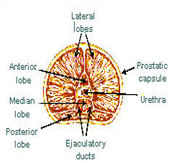 Lateral
lobes
Anterior
lobe
Prostatic
capsule
Median
lobe
Urethra
Posterior
lobe
Ejaculatory
ducts